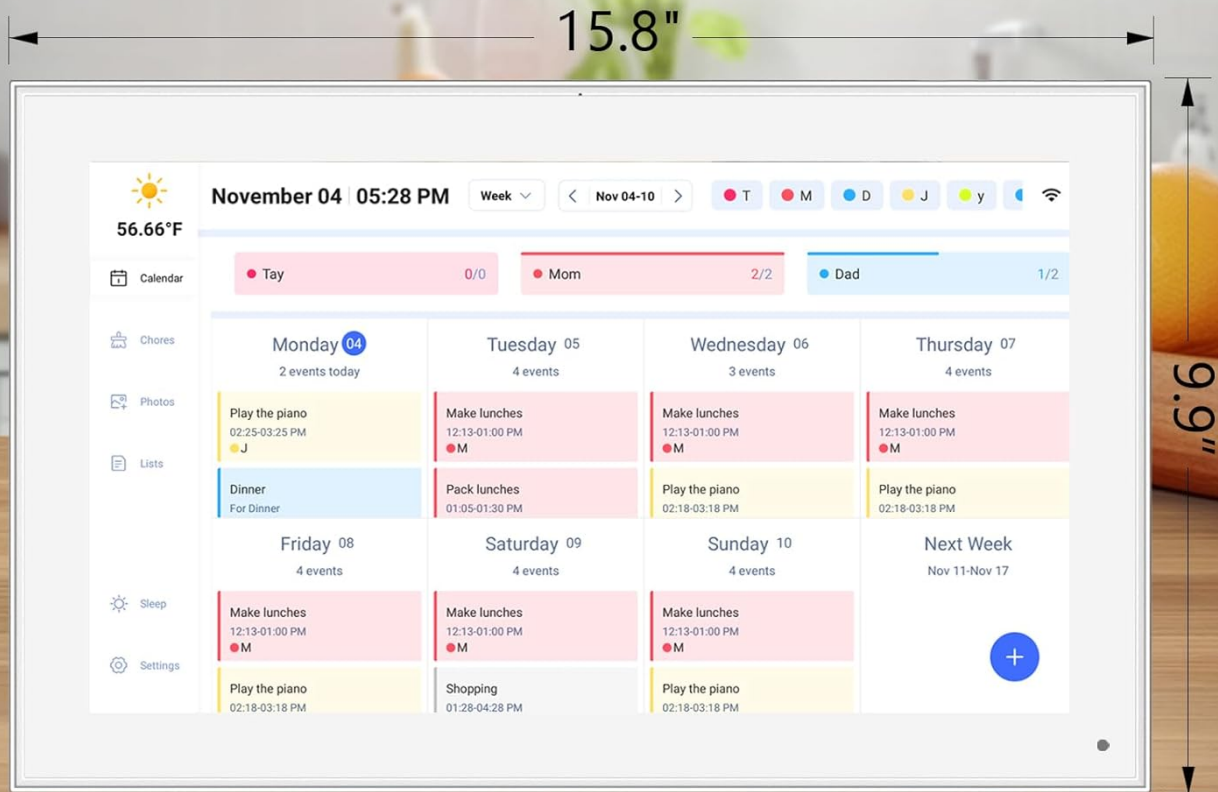 15.8"
9.9"
56.66°F
November 04 | 05:28 PM
Week
Nov 04-10
T
M
D
J
y
Calendar
Chores
Photos
Lists
Sleep
Settings
Tay 0/0
Mom 2/2
Dad 1/2
Monday 04
2 events today
Play the piano
02:25-03:25 PM
J
Dinner
For Dinner
Tuesday 05
4 events
Make lunches
12:13-01:00 PM
M
Pack lunches
01:05-01:30 PM
Wednesday 06
3 events
Make lunches
12:13-01:00 PM
M
Play the piano
02:18-03:18 PM
Thursday 07
4 events
Make lunches
12:13-01:00 PM
M
Play the piano
02:18-03:18 PM
Friday 08
4 events
Make lunches
12:13-01:00 PM
M
Play the piano
02:18-03:18 PM
Saturday 09
4 events
Make lunches
12:13-01:00 PM
M
Shopping
01:28-04:28 PM
Sunday 10
4 events
Make lunches
12:13-01:00 PM
M
Play the piano
02:18-03:18 PM
Next Week
Nov 11-Nov 17
+